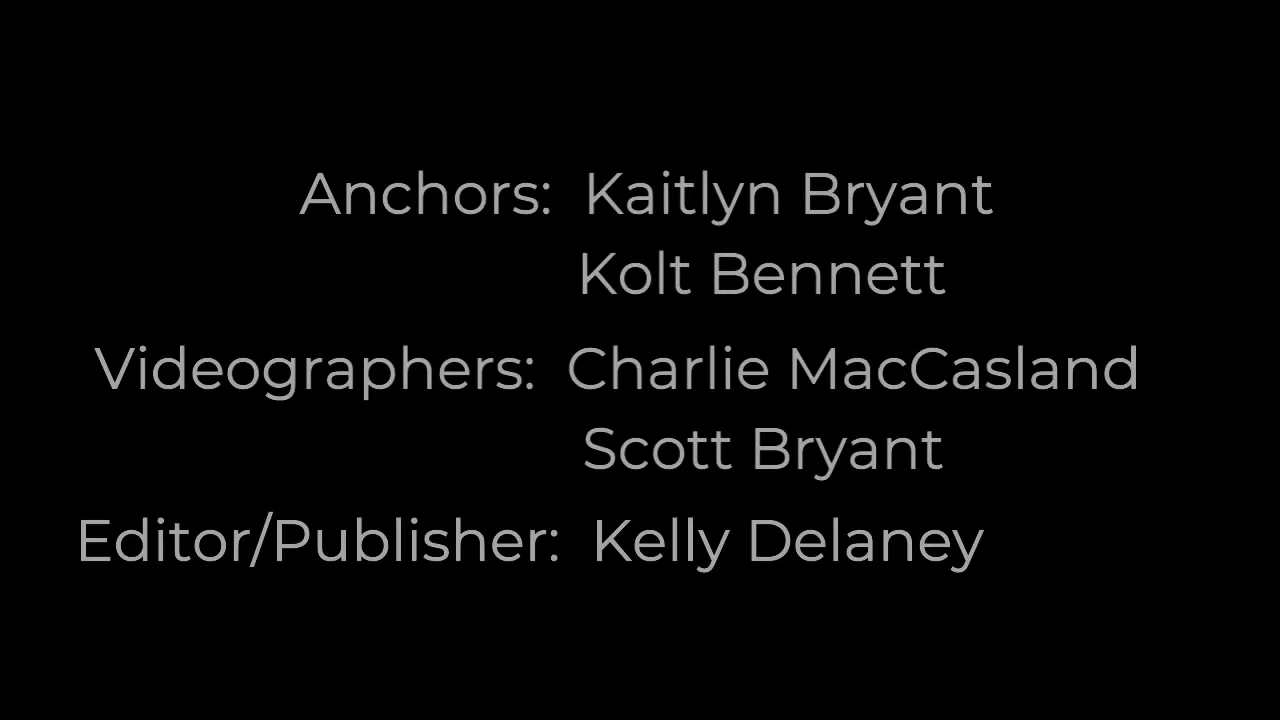 Anchors: Kaitlyn Bryant
Kolt Bennett
Videographers: Charlie MacCasland
Scott Bryant
Editor/Publisher: Kelly Delaney